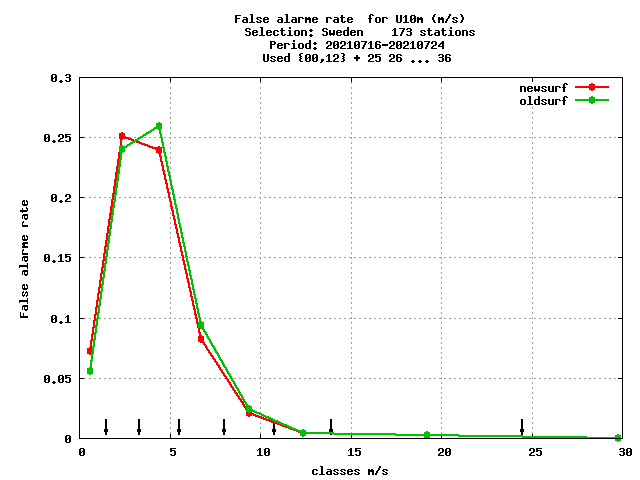 False alarme rate  for U10m (m/s)
Selection: Sweden    173 stations
Period: 20210716-20210724
Used {00,12} + 25 26 ... 36
newsurf
oldsurf
0.3
0.25
0.2
0.15
0.1
0.05
0
False alarme rate
0 5 10 15 20 25 30
classes m/s